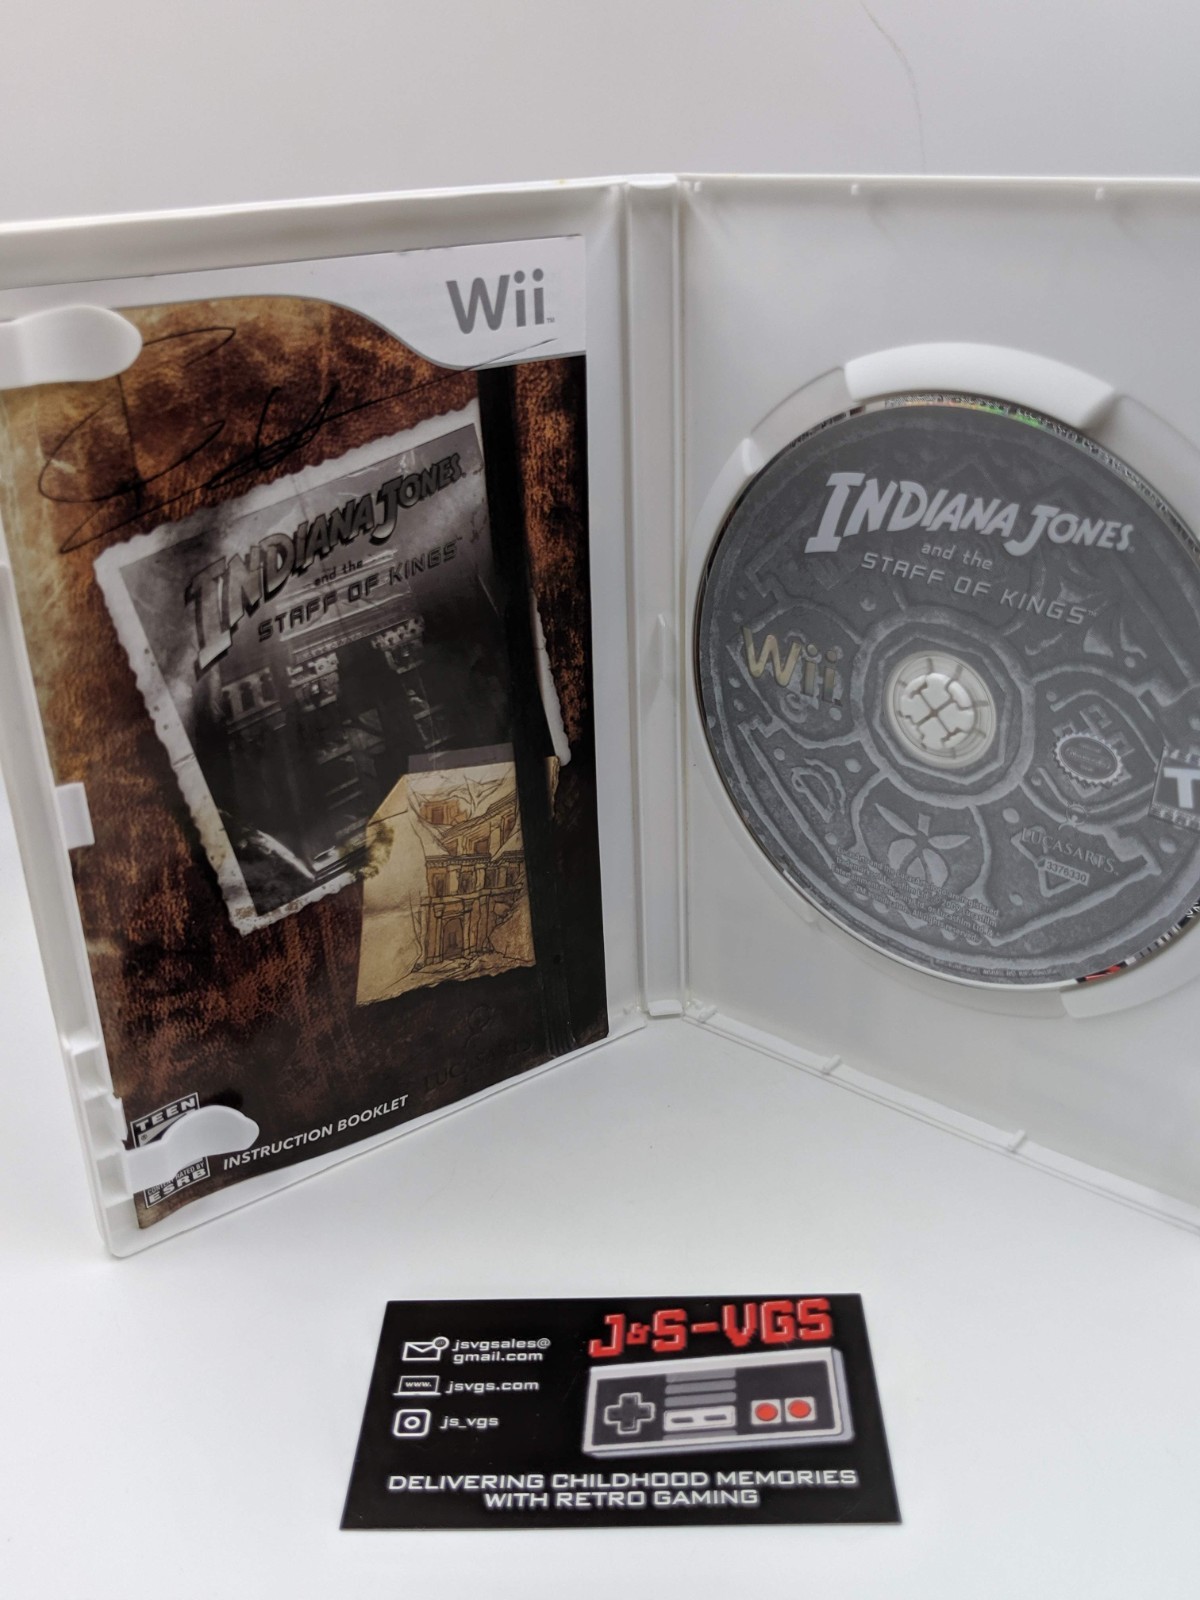 Wii
INDIANA JONES
and the
STAFF OF KINGS
TEEN
ESRB
INSTRUCTION BOOKLET
INDIANA JONES
and the
STAFF OF KINGS
Wii
T
LUCASARTS
J&S-VGS
jsvgsales@
gmail.com
www.
jsvgs.com
js_vgs
DELIVERING CHILDHOOD MEMORIES
WITH RETRO GAMING